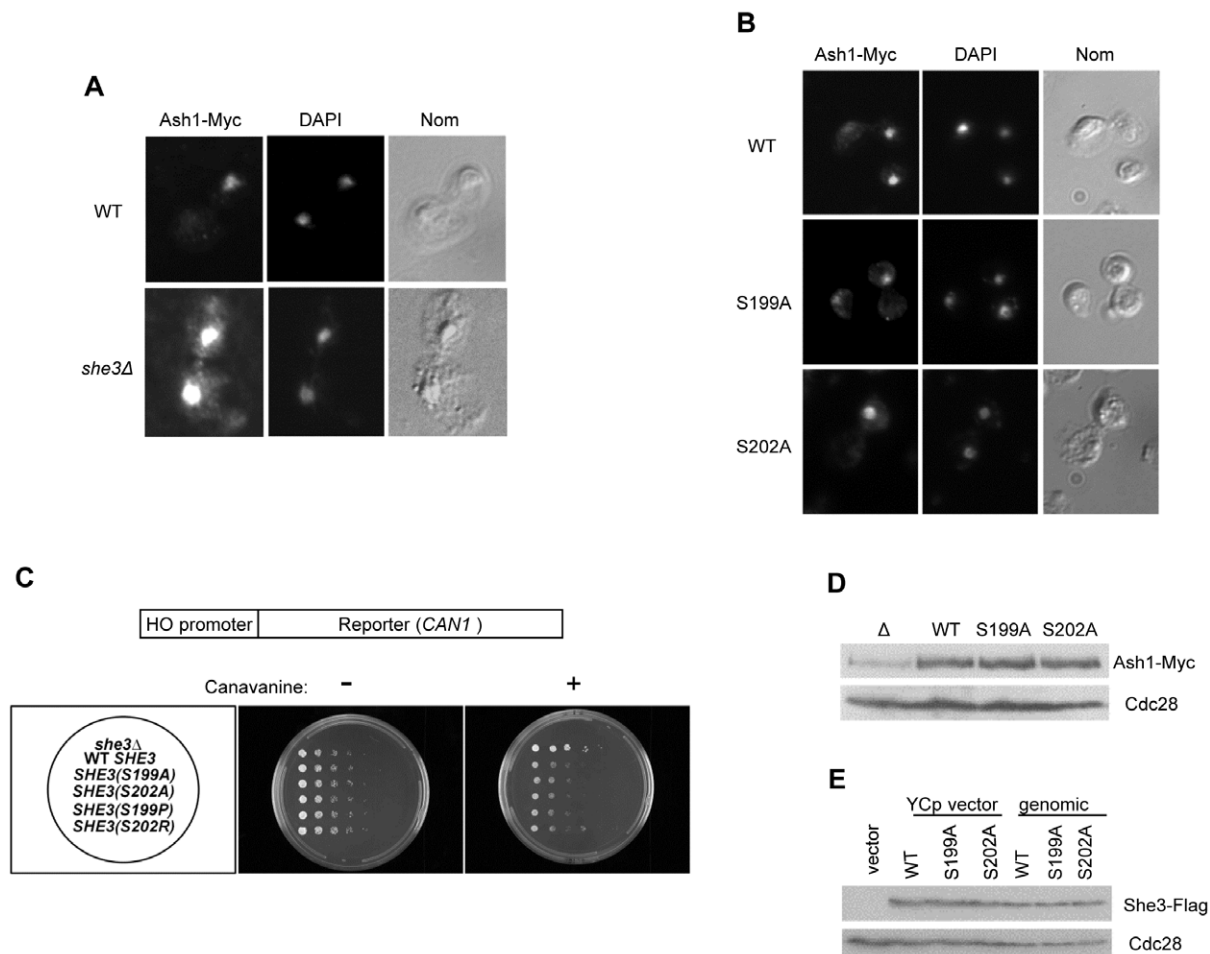 A
Ash1-Myc DAPI Nom
WT
she3Δ
B
Ash1-Myc DAPI Nom
WT
S199A
S202A
C
HO promoter Reporter (CAN1 )
Canavanine: - +
she3Δ
WT SHE3
SHE3(S199A)
SHE3(S202A)
SHE3(S199P)
SHE3(S202R)
D
Δ WT S199A S202A
Ash1-Myc
Cdc28
E
YCp vector genomic
vector WT S199A S202A WT S199A S202A
She3-Flag
Cdc28